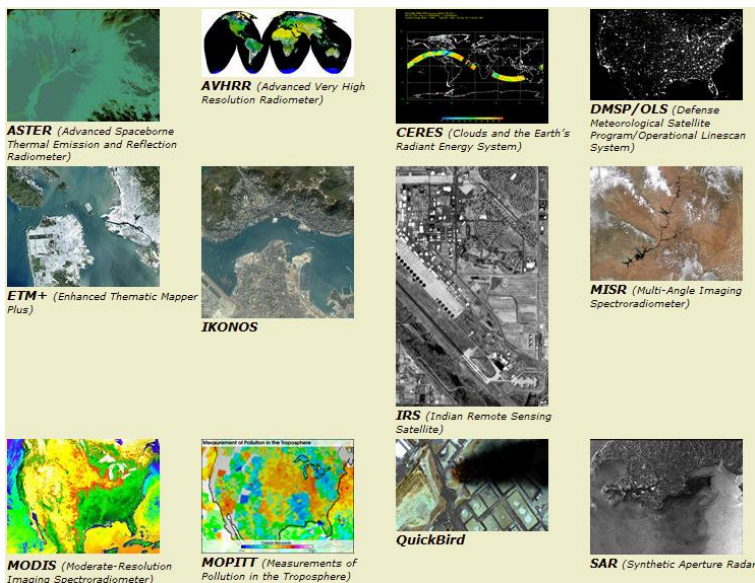 ASTER (Advanced Spaceborne
Thermal Emission and Reflection
Radiometer)
AVHRR (Advanced Very High
Resolution Radiometer)
CERES (Clouds and the Earth's
Radiant Energy System)
DMSP/OLS (Defense
Meteorological Satellite
Program/Operational Linescan
System)
ETM+ (Enhanced Thematic Mapper
Plus)
IKONOS
IRS (Indian Remote Sensing
Satellite)
MISR (Multi-Angle Imaging
Spectroradiometer)
MODIS (Moderate-Resolution
Imaging Spectroradiometer)
Measurement of Pollution in the Troposphere
MOPITT (Measurements of
Pollution in the Troposphere)
QuickBird
SAR (Synthetic Aperture Radar